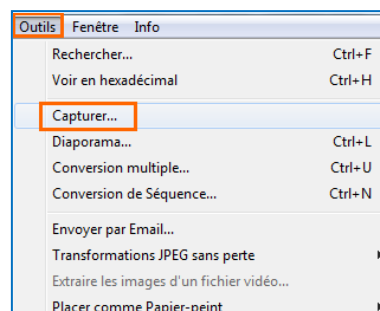 Outils Fenêtre Info
Rechercher... Ctrl+F
Voir en hexadécimal Ctrl+H
Capturer...
Diaporama... Ctrl+L
Conversion multiple... Ctrl+U
Conversion de Séquence... Ctrl+N
Envoyer par Email...
Transformations JPEG sans perte
Extraire les images d'un fichier vidéo...
Placer comme Papier-peint